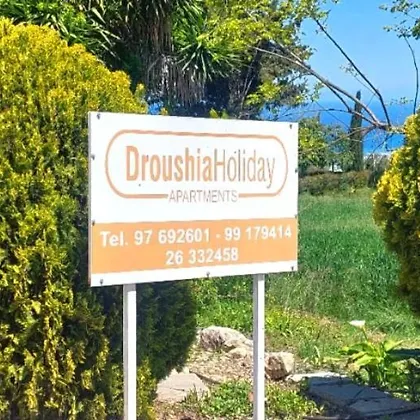 DroushiaHoliday
APARTMENTS
Tel. 97 692601 - 99 179414
26 332458